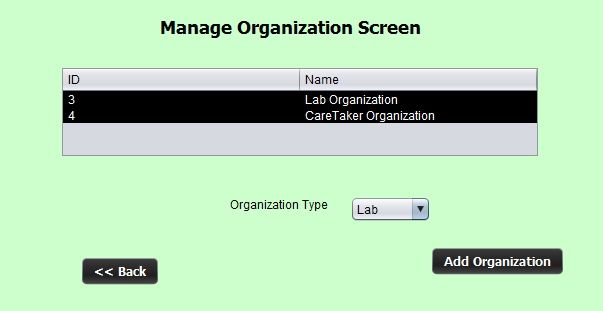 Manage Organization Screen
ID Name
3 Lab Organization
4 CareTaker Organization
Organization Type Lab
Add Organization
<< Back